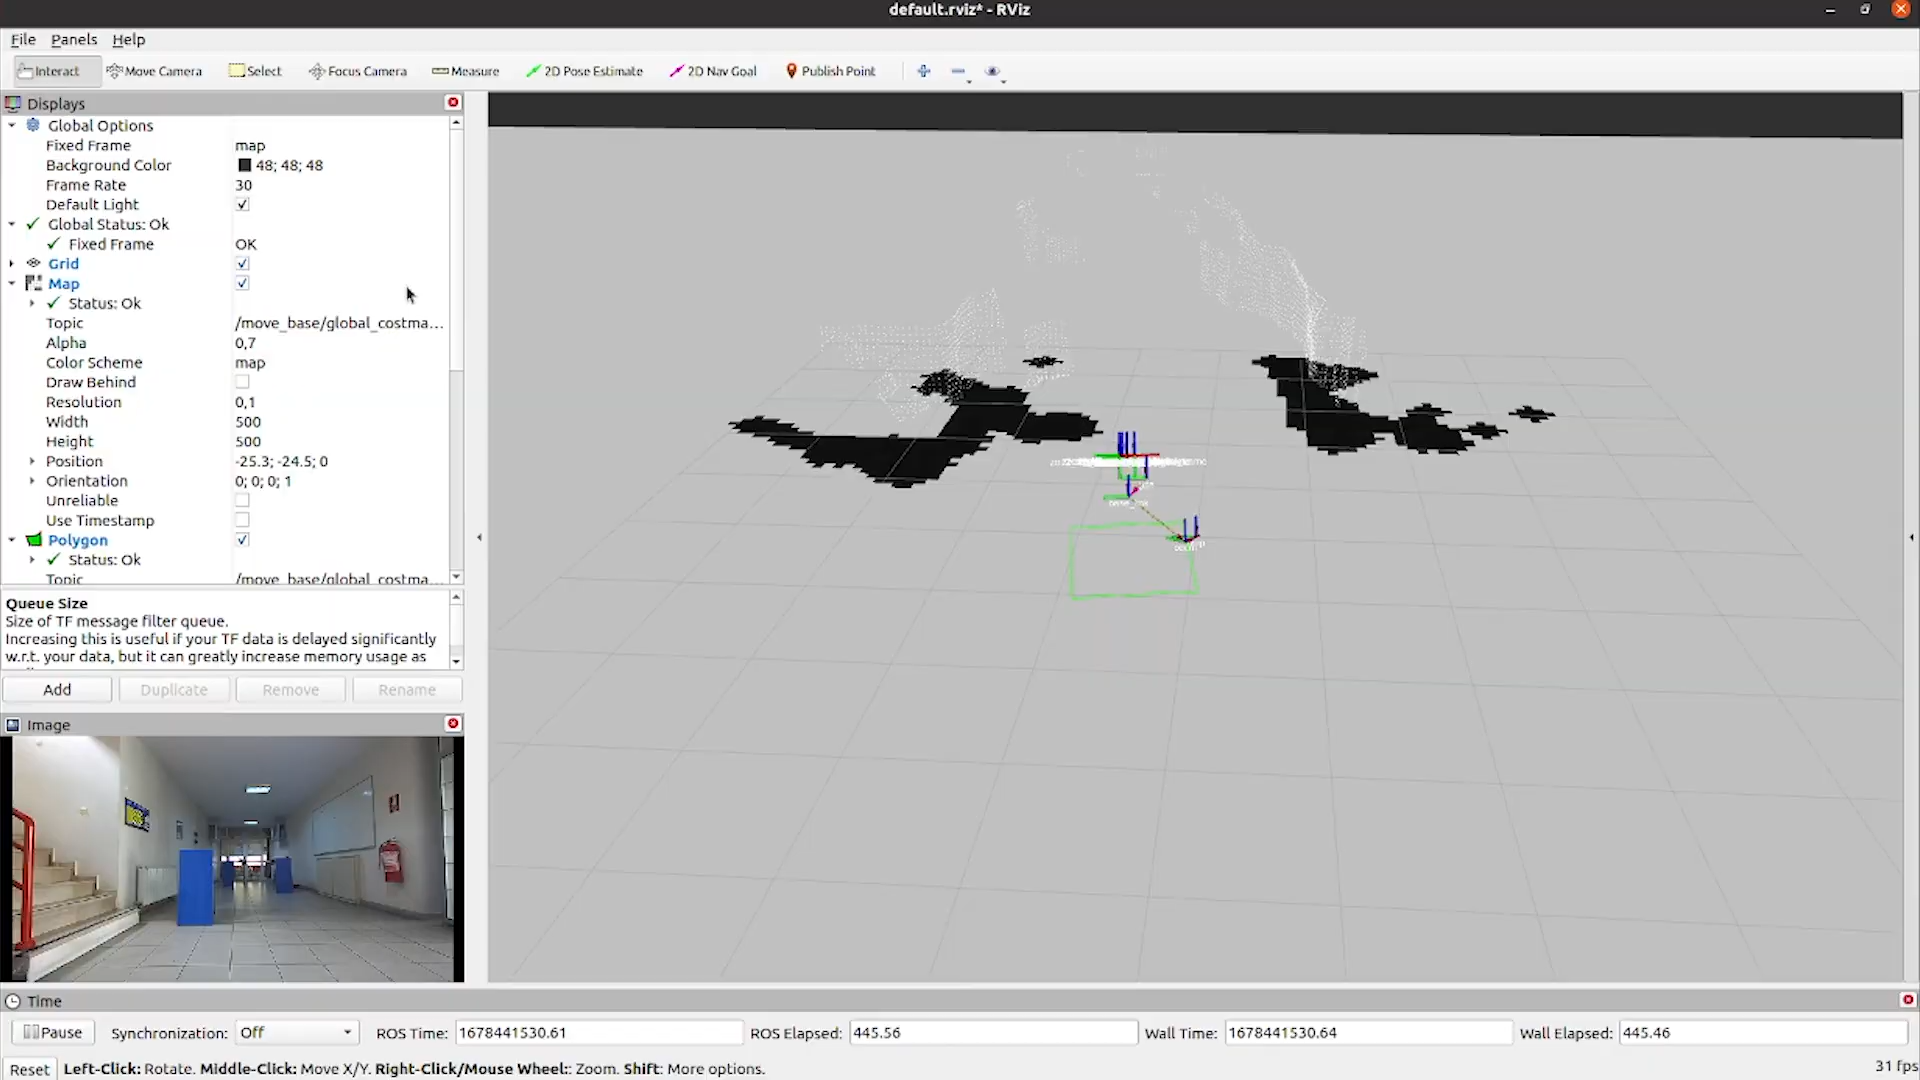 default.rviz* - RViz
File Panels Help
Interact Move Camera Select Focus Camera Measure 2D Pose Estimate 2D Nav Goal Publish Point
Displays
Global Options
Fixed Frame map
Background Color 48; 48; 48
Frame Rate 30
Default Light
Global Status: Ok
Fixed Frame OK
Grid
Map
Status: Ok
Topic /move_base/global_costma...
Alpha 0,7
Color Scheme map
Draw Behind
Resolution 0,1
Width 500
Height 500
Position -25.3; -24.5; 0
Orientation 0; 0; 0; 1
Unreliable
Use Timestamp
Polygon
Status: Ok
Topic /move_base/global_costma...
Queue Size
Size of TF message filter queue.
Increasing this is useful if your TF data is delayed significantly
w.r.t. your data, but it can greatly increase memory usage as
Add Duplicate Remove Rename
Image
Time
Pause Synchronization: Off ROS Time: 1678441530.61 ROS Elapsed: 445.56 Wall Time: 1678441530.64 Wall Elapsed: 445.46
Reset Left-Click: Rotate. Middle-Click: Move X/Y. Right-Click/Mouse Wheel:: Zoom. Shift: More options. 31 fps